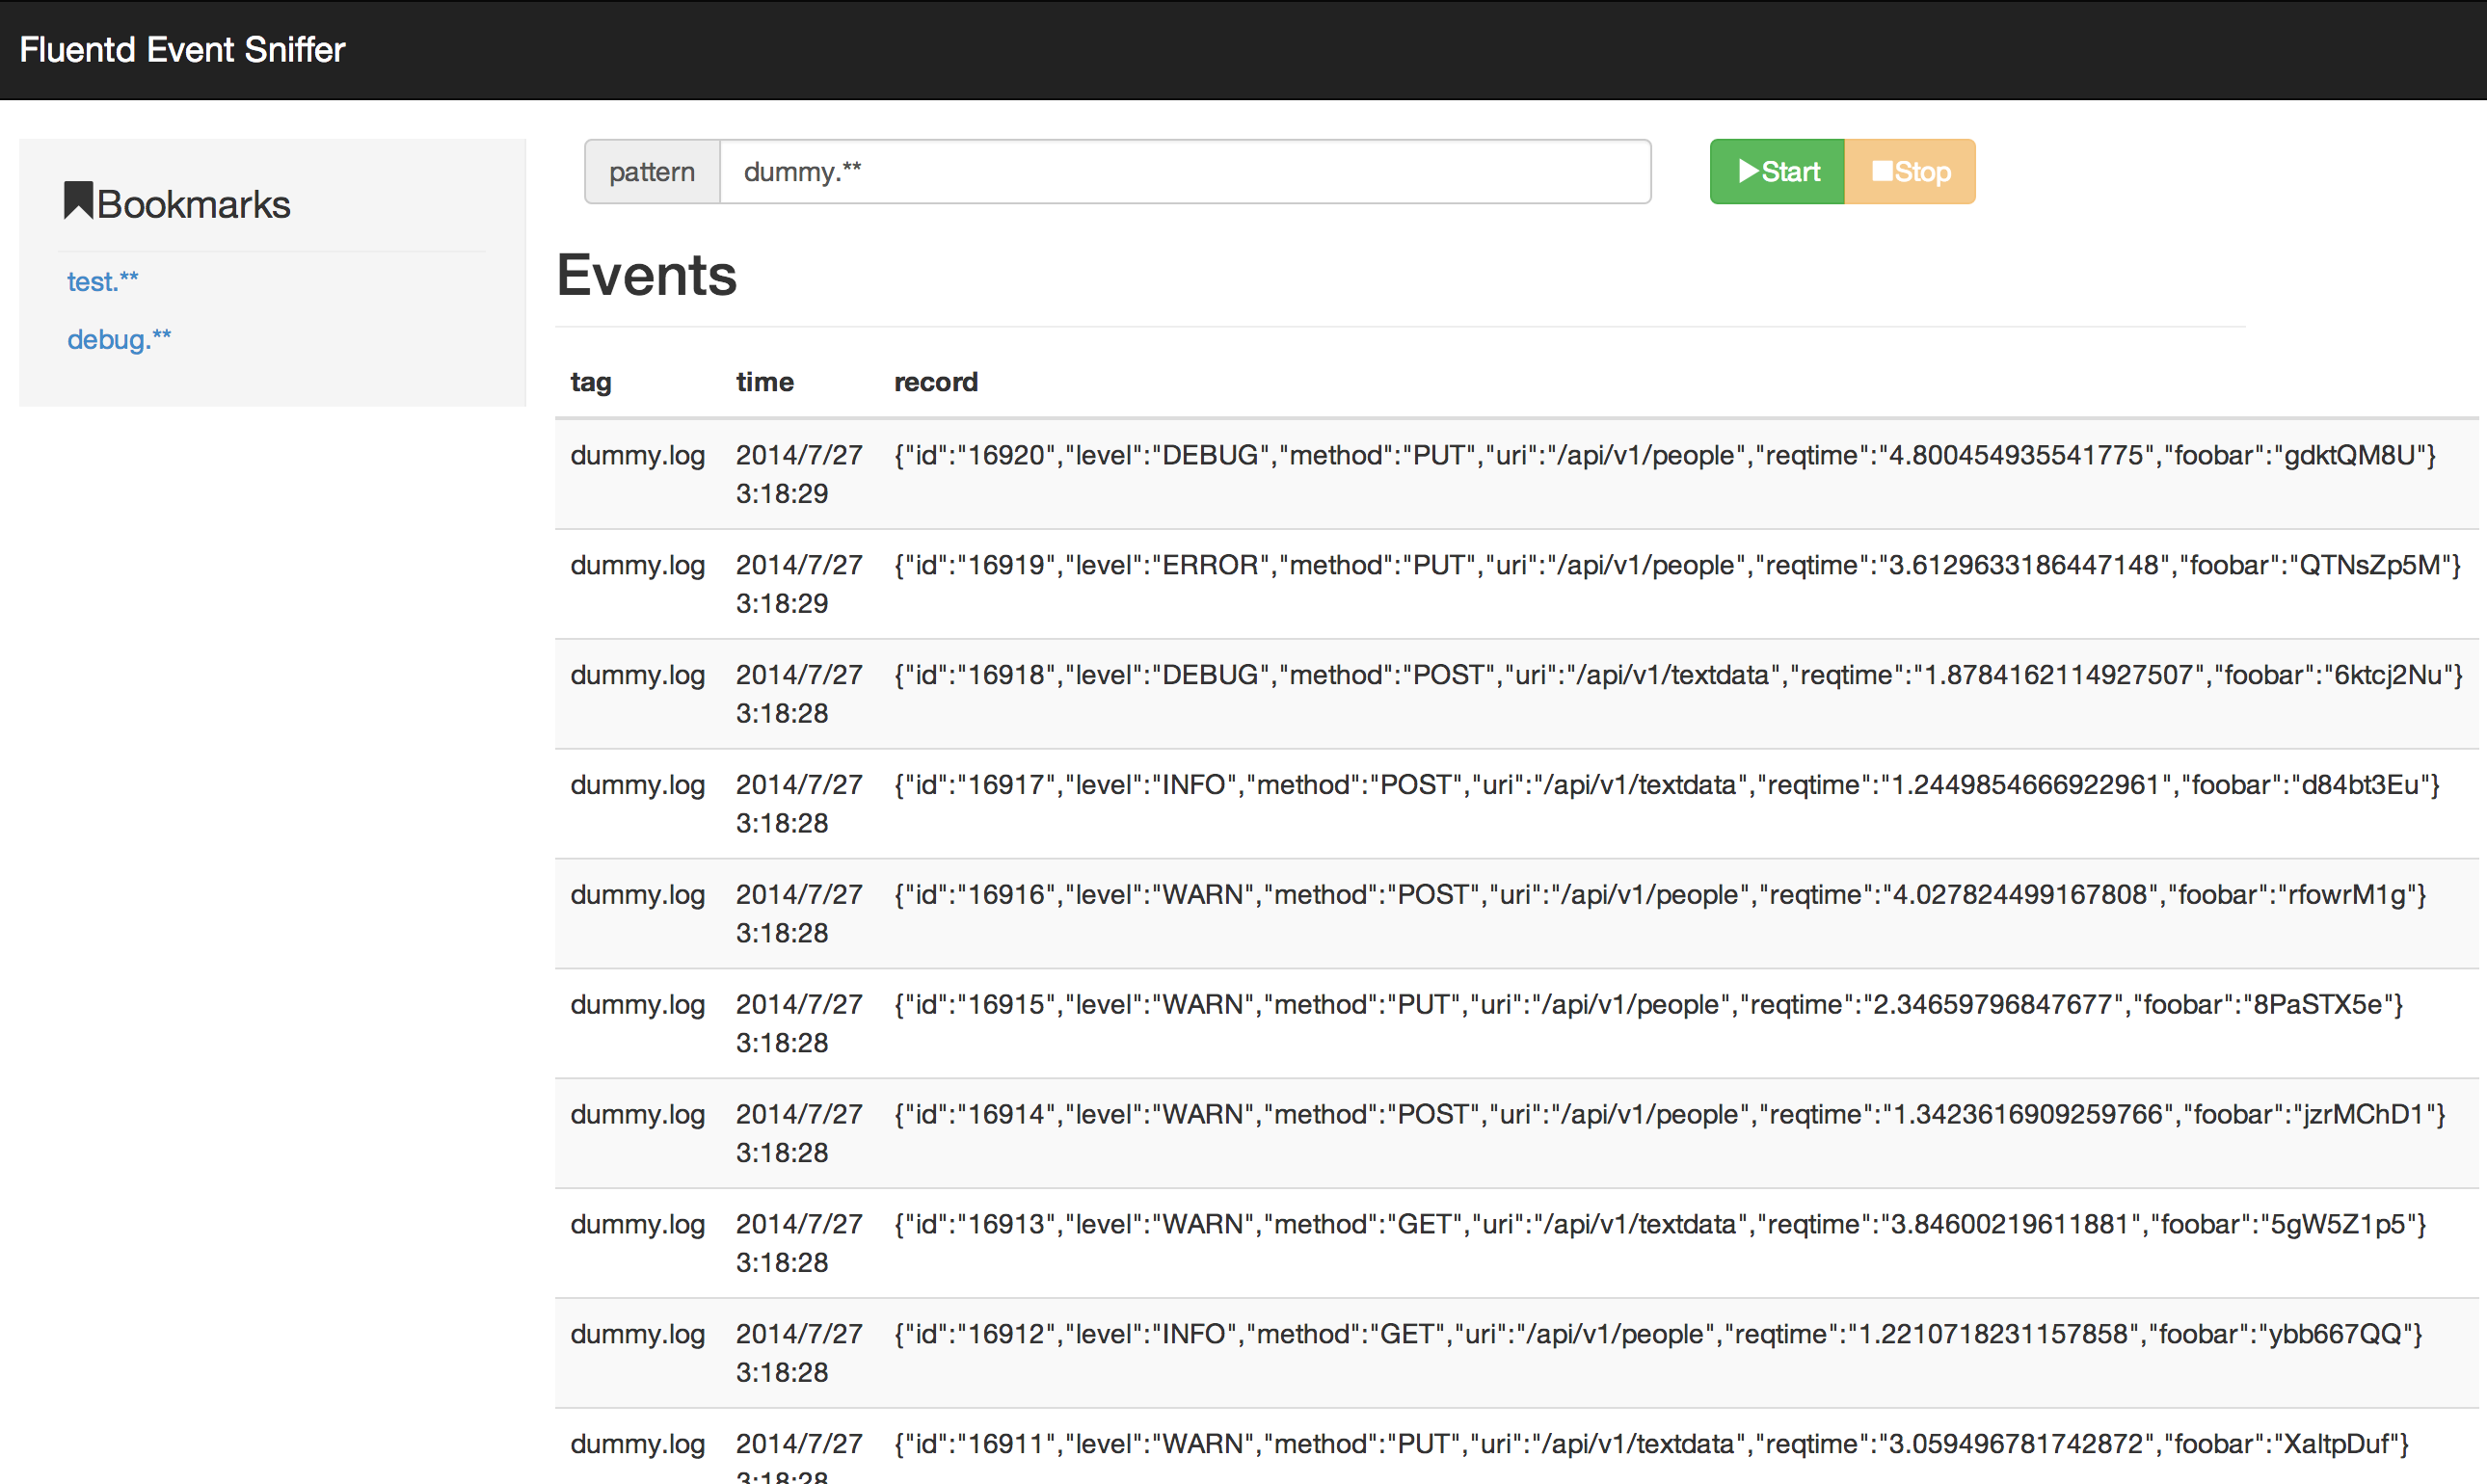 Fluentd Event Sniffer
Bookmarks
test.**
debug.**
pattern dummy.** Start Stop
Events
tag time record
dummy.log 2014/7/27 {"id":"16920","level":"DEBUG","method":"PUT","uri":"/api/v1/people","reqtime":"4.800454935541775","foobar":"gdktQM8U"}
3:18:29
dummy.log 2014/7/27 {"id":"16919","level":"ERROR","method":"PUT","uri":"/api/v1/people","reqtime":"3.6129633186447148","foobar":"QTNsZp5M"}
3:18:29
dummy.log 2014/7/27 {"id":"16918","level":"DEBUG","method":"POST","uri":"/api/v1/textdata","reqtime":"1.8784162114927507","foobar":"6ktcj2Nu"}
3:18:28
dummy.log 2014/7/27 {"id":"16917","level":"INFO","method":"POST","uri":"/api/v1/textdata","reqtime":"1.2449854666922961","foobar":"d84bt3Eu"}
3:18:28
dummy.log 2014/7/27 {"id":"16916","level":"WARN","method":"POST","uri":"/api/v1/people","reqtime":"4.027824499167808","foobar":"rfowrM1g"}
3:18:28
dummy.log 2014/7/27 {"id":"16915","level":"WARN","method":"PUT","uri":"/api/v1/people","reqtime":"2.34659796847677","foobar":"8PaSTX5e"}
3:18:28
dummy.log 2014/7/27 {"id":"16914","level":"WARN","method":"POST","uri":"/api/v1/people","reqtime":"1.3423616909259766","foobar":"jzrMChD1"}
3:18:28
dummy.log 2014/7/27 {"id":"16913","level":"WARN","method":"GET","uri":"/api/v1/textdata","reqtime":"3.84600219611881","foobar":"5gW5Z1p5"}
3:18:28
dummy.log 2014/7/27 {"id":"16912","level":"INFO","method":"GET","uri":"/api/v1/people","reqtime":"1.2210718231157858","foobar":"ybb667QQ"}
3:18:28
dummy.log 2014/7/27 {"id":"16911","level":"WARN","method":"PUT","uri":"/api/v1/textdata","reqtime":"3.059496781742872","foobar":"XaltpDuf"}
3:18:28